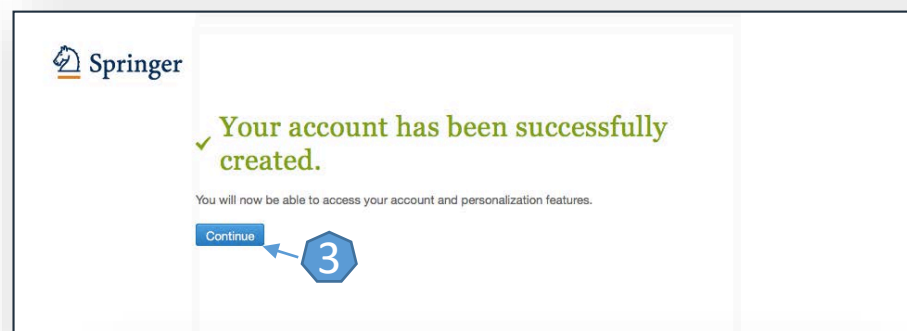 Springer
Your account has been successfully
created.
You will now be able to access your account and personalization features.
Continue
3